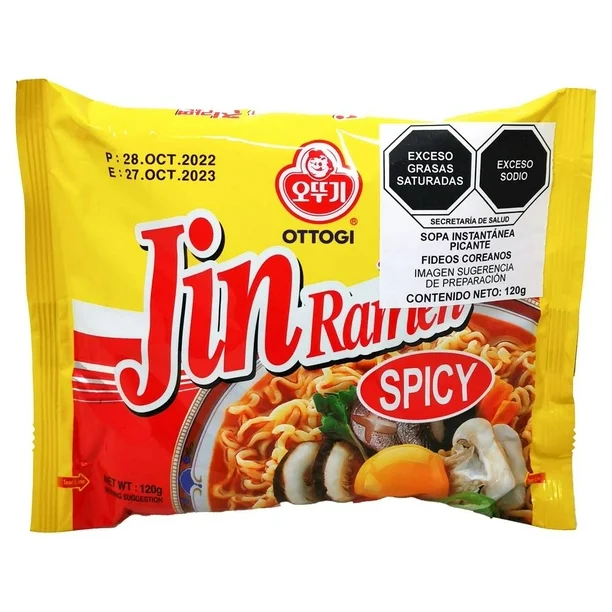 P : 28.OCT.2022
E : 27.OCT.2023
오뚜기
®
OTTOGI
Jin Ramen
SPICY
EXCESO
GRASAS
SATURADAS
EXCESO
SODIO
SECRETARÍA DE SALUD
SOPA INSTANTÁNEA
PICANTE
FIDEOS COREANOS
IMAGEN SUGERENCIA
DE PREPARACIÓN
CONTENIDO NETO: 120g
NET WT : 120g
SUGGESTION